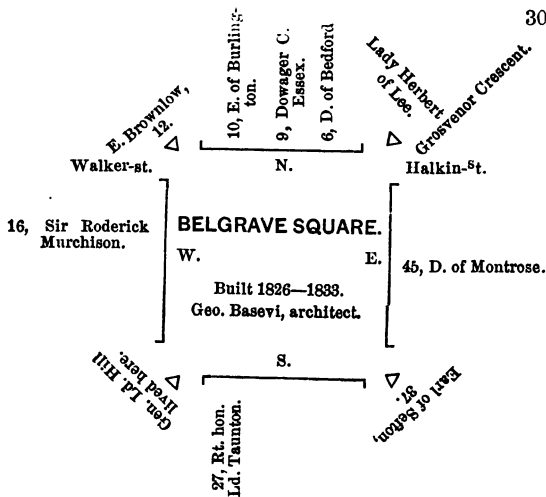 30
10, E. of Burling-
ton.
9, Dowager C.
Essex.
6, D. of Bedford
Lady Herbert
of Lee.
Grosvenor Crescent.
E. Brownlow,
12.
Walker-st.
N.
Halkin-St.
16, Sir Roderick
Murchison.
BELGRAVE SQUARE.
W.
E.
45, D. of Montrose.
Built 1826—1833.
Geo. Basevi, architect.
S.
Gen. Ld. Hill
lived here.
27, Rt. hon.
Ld. Taunton.
Earl of Sefton,
37.